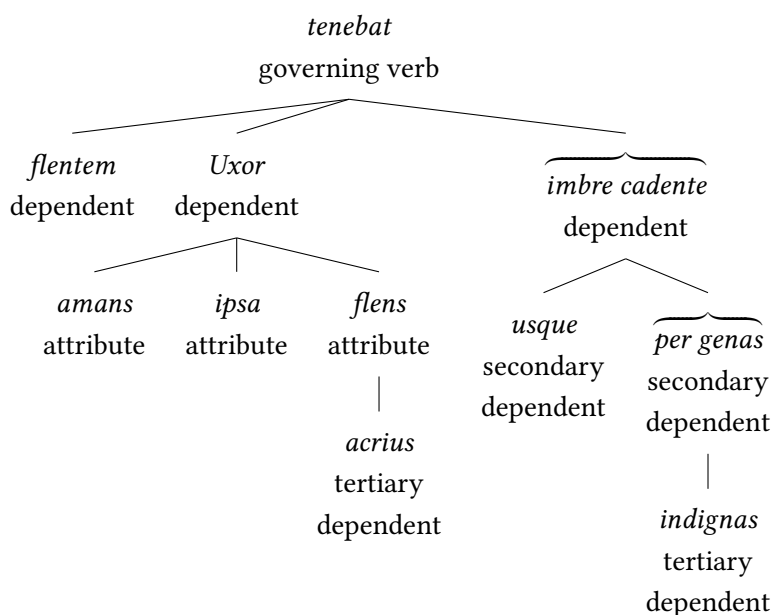 tenebat
governing verb
flentem
dependent
Uxor
dependent
imbre cadente
dependent
amans
attribute
ipsa
attribute
flens
attribute
usque
secondary
dependent
per genas
secondary
dependent
acrius
tertiary
dependent
indignas
tertiary
dependent